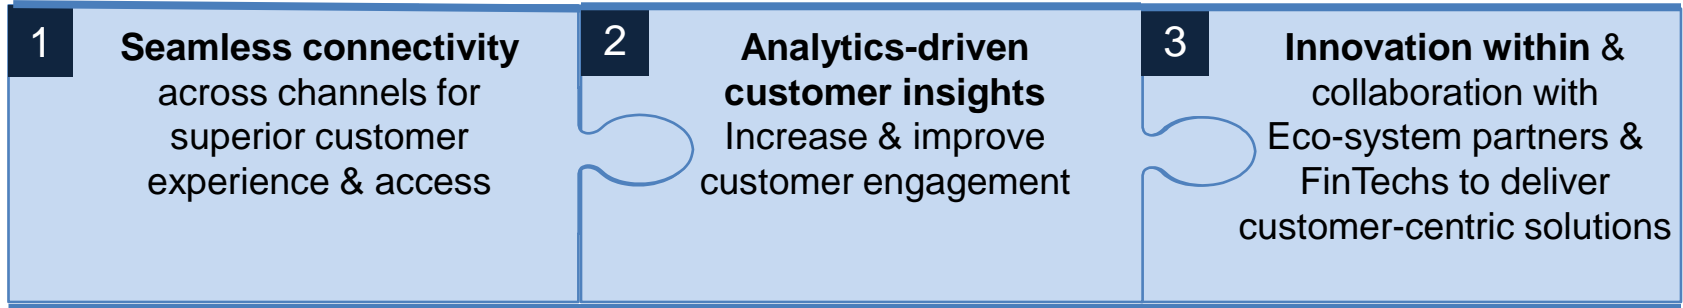 1
Seamless connectivity
across channels for
superior customer
experience & access
2
Analytics-driven
customer insights
Increase & improve
customer engagement
3
Innovation within &
collaboration with
Eco-system partners &
FinTechs to deliver
customer-centric solutions